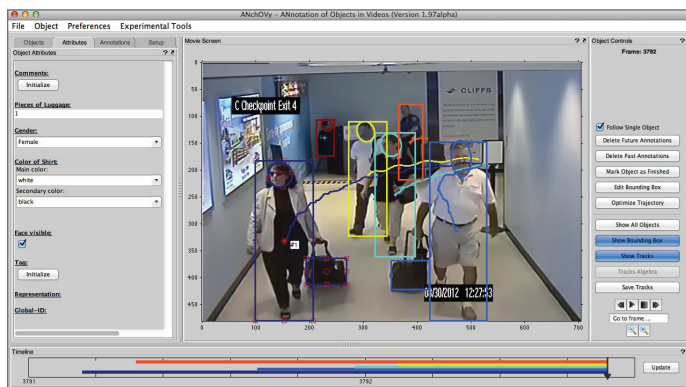 ANchOVy - ANnotation of Objects in Videos (Version 1.97alpha)
File Object Preferences Experimental Tools
Objects Attributes Annotations Setup
Object Attributes ?
Comments:
Initialize
Pieces of Luggage:
1
Gender:
Female
Color of Shirt:
Main color:
white
Secondary color:
black
Face visible:
Tag:
Initialize
Representation:
Global-ID:
Movie Screen ?
0
50
100
150
200
250
300
350
400
450
0 100 200 300 400 500 600 700
C Checkpoint Exit 4
CLIFFS
#1
04/30/2012 12:27:53
Object Controls ?
Frame: 3792
Follow Single Object
Delete Future Annotations
Delete Past Annotations
Mark Object as Finished
Edit Bounding Box
Optimize Trajectory
Show All Objects
Show Bounding Box
Show Tracks
Tracks Algebra
Save Tracks
Go to frame ...
Timeline ?
3791 3792
Update